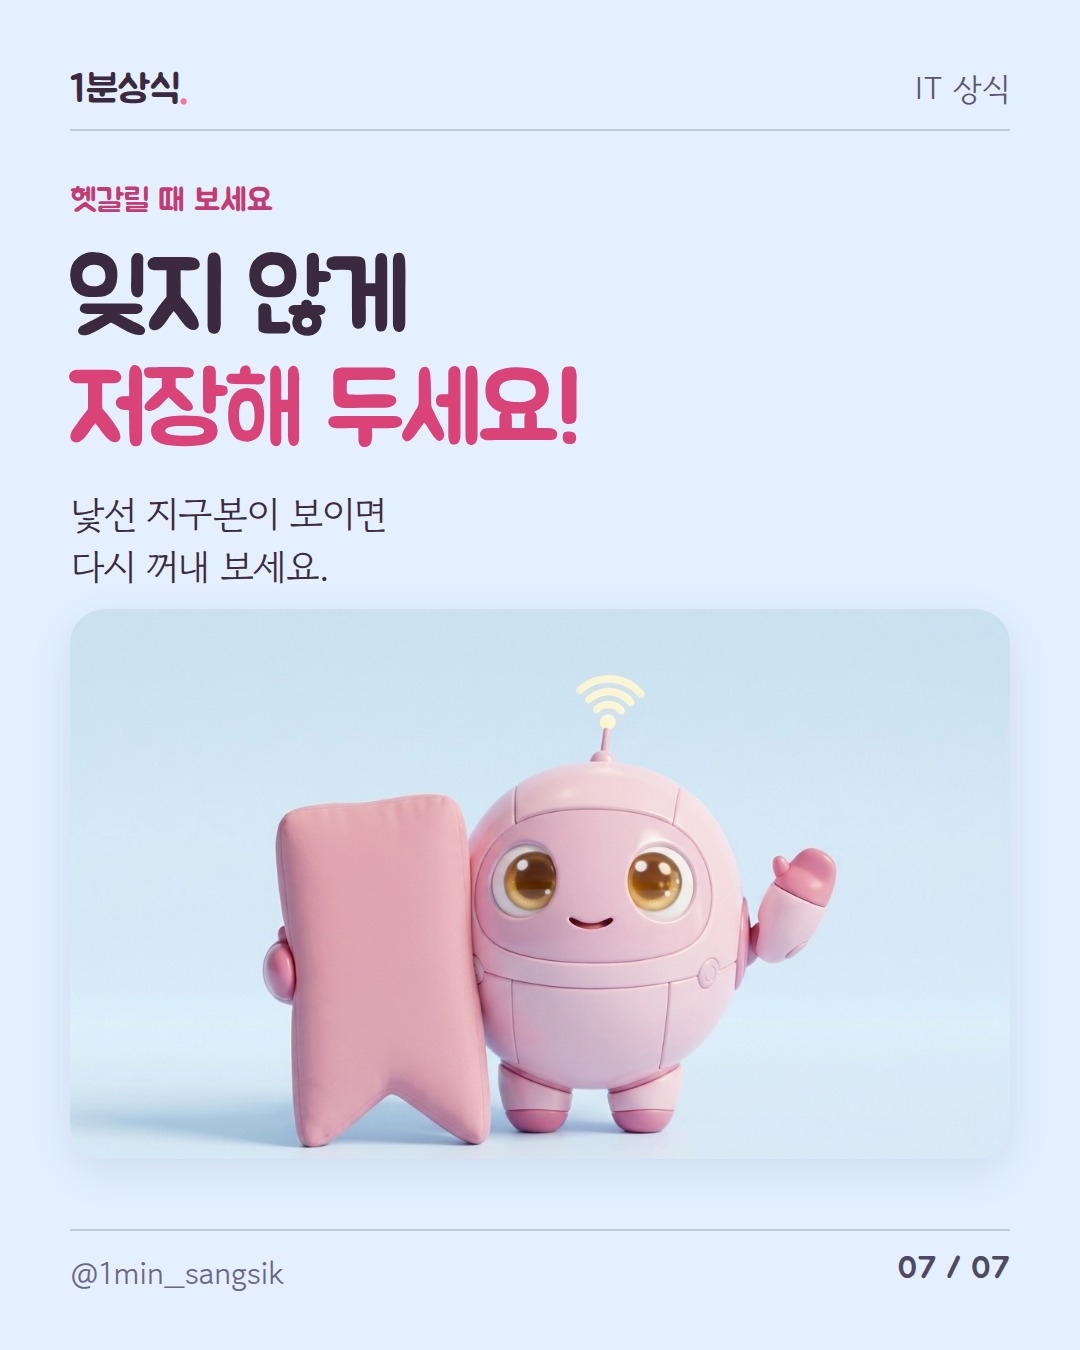 1분상식.
IT 상식
헷갈릴 때 보세요
잊지 않게
저장해 두세요!
낯선 지구본이 보이면
다시 꺼내 보세요.
@1min_sangsik
07 / 07